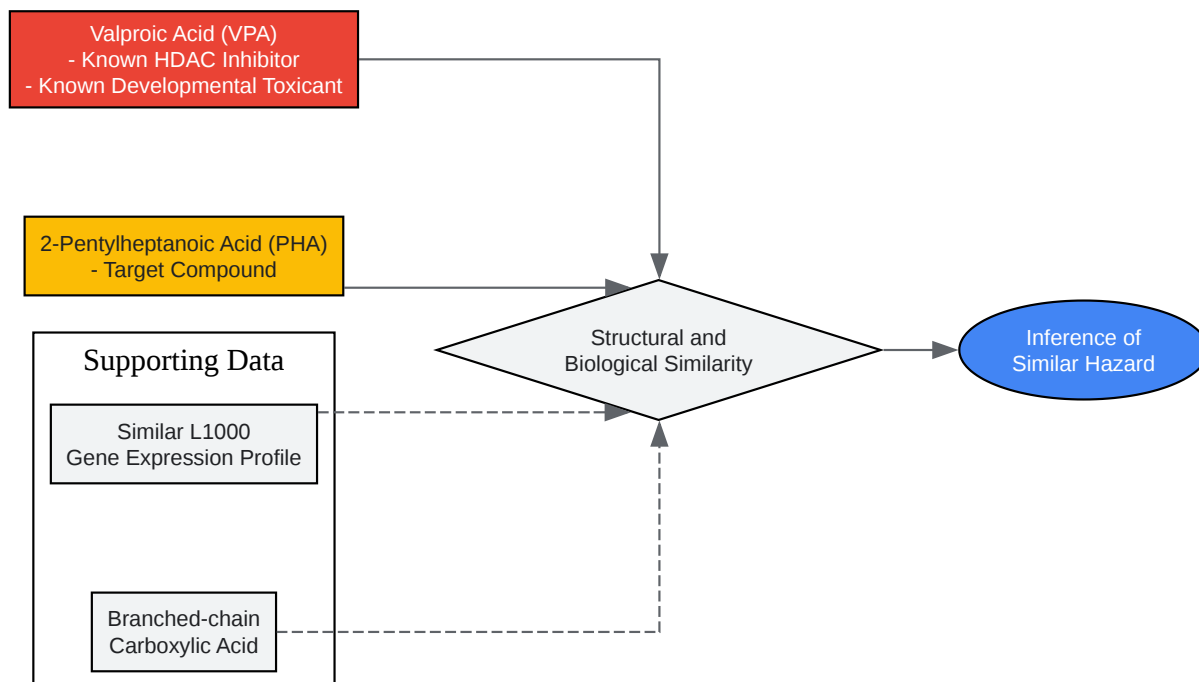 Valproic Acid (VPA)
- Known HDAC Inhibitor
- Known Developmental Toxicant
2-Pentylheptanoic Acid (PHA)
- Target Compound
Supporting Data
Similar L1000
Gene Expression Profile
Branched-chain
Carboxylic Acid
Structural and
Biological Similarity
Inference of
Similar Hazard